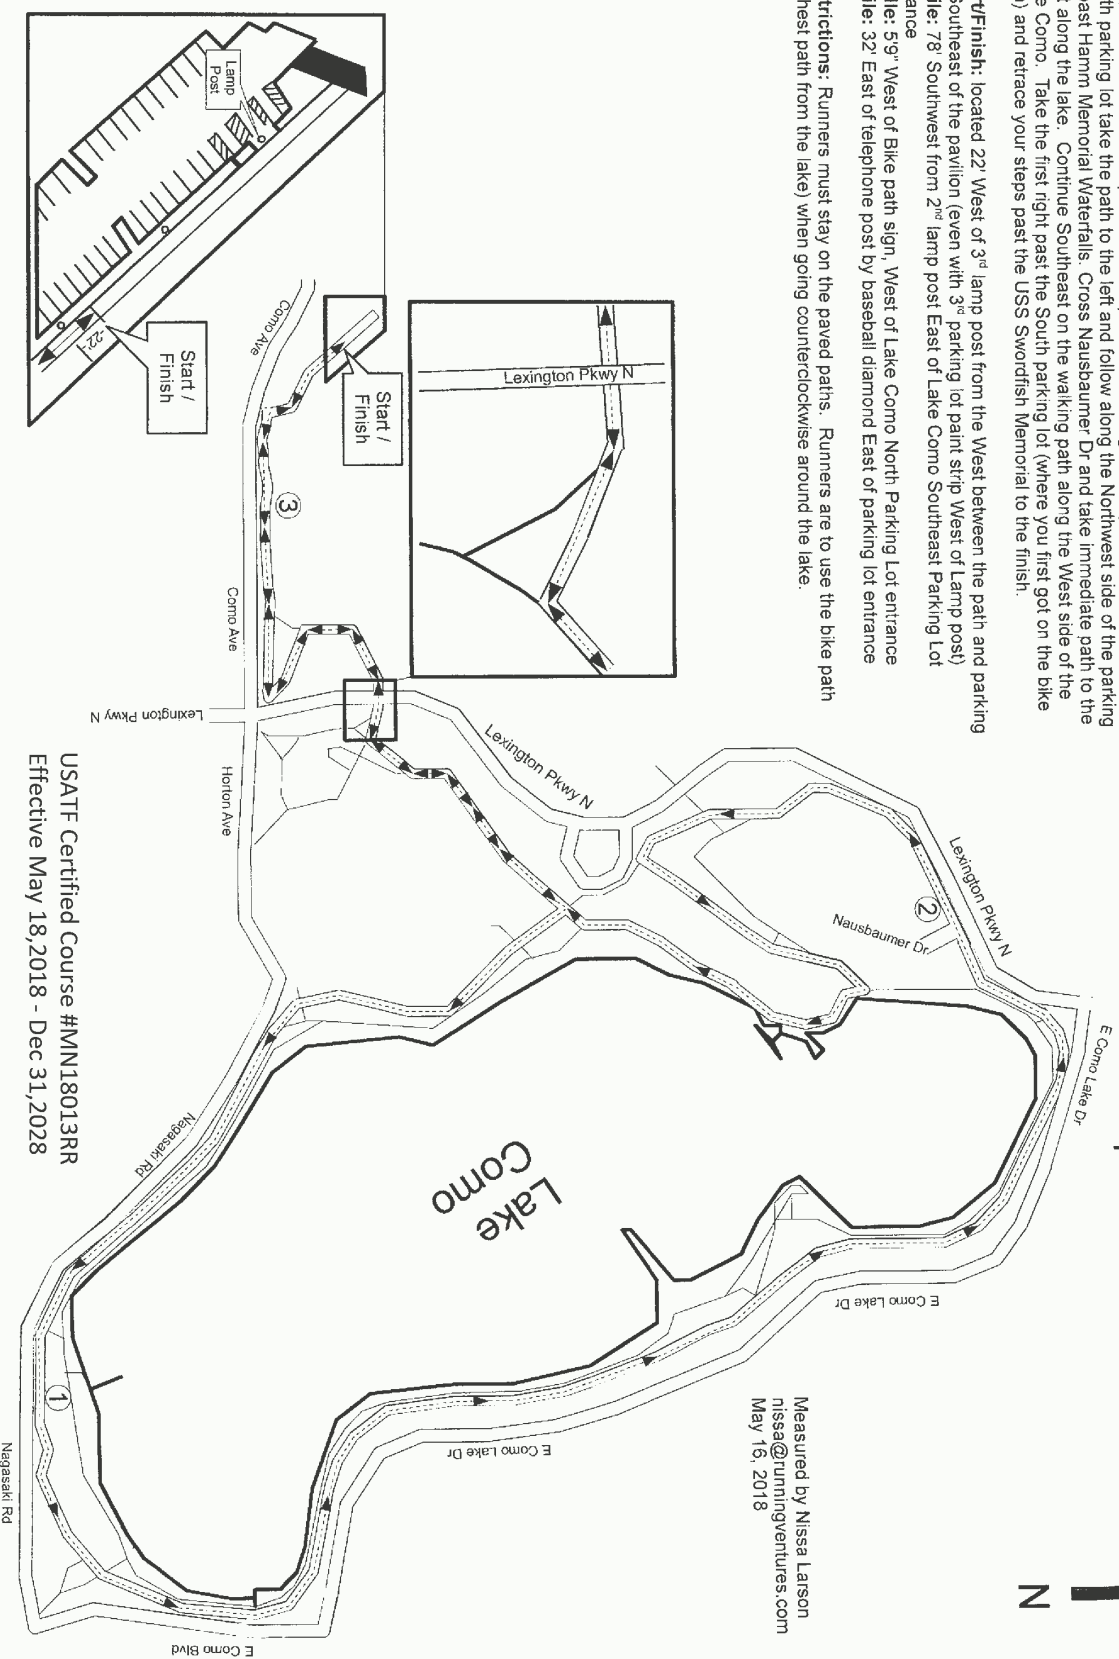 th parking lot take the path to the left and follow along the Northwest side of the parking
past Hamm Memorial Waterfalls. Cross Nausbaumer Dr and take immediate path to the
t along the lake. Continue Southeast on the walking path along the West side of the
e Como. Take the first right past the South parking lot (where you first got on the bike
) and retrace your steps past the USS Swordfish Memorial to the finish.
rt/Finish: located 22' West of 3rd lamp post from the West between the path and parking
Southeast of the pavilion (even with 3rd parking lot paint strip West of Lamp post)
ile: 78' Southwest from 2nd lamp post East of Lake Como Southeast Parking Lot
ance
ile: 5'9" West of Bike path sign, West of Lake Como North Parking Lot entrance
ile: 32' East of telephone post by baseball diamond East of parking lot entrance
trictions: Runners must stay on the paved paths. Runners are to use the bike path
hest path from the lake) when going counterclockwise around the lake.
Lamp
Post
22'
Start /
Finish
Start /
Finish
Lexington Pkwy N
Como Ave
3
Como Ave
Lexington Pkwy N
Horton Ave
Lexington Pkwy N
Lexington Pkwy N
2
Nausbaumer Dr
E Como Lake Dr
Lake
Como
Nagasaki Rd
E Como Lake Dr
E Como Lake Dr
1
Nagasaki Rd
E Como Blvd
Measured by Nissa Larson
nissa@runningventures.com
May 16, 2018
N
USATF Certified Course #MN18013RR
Effective May 18,2018 - Dec 31,2028